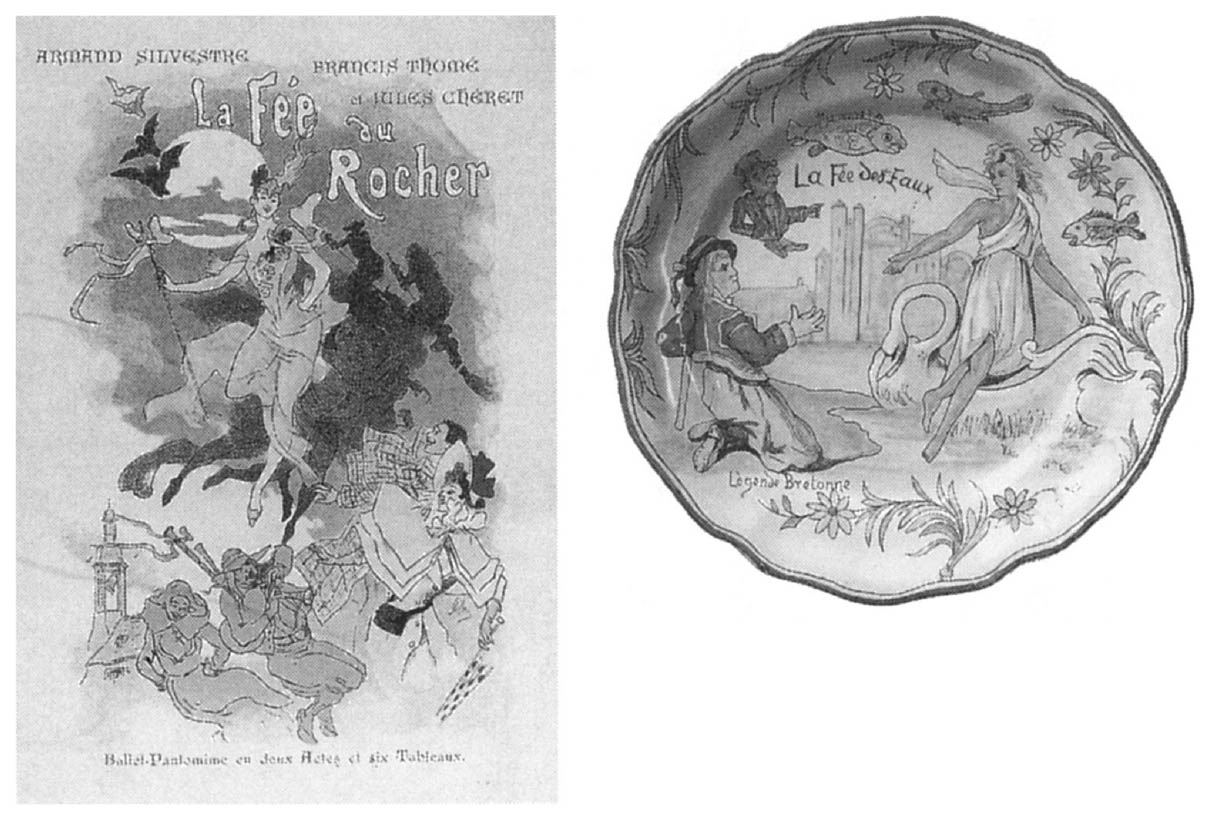 ARMAND SILVESTRE
FRANCIS THOMÉ
et JULES CHÉRET
La Fée
du
Rocher
Ballet-Pantomime en deux Actes et six Tableaux.
La Fée des Eaux
Légende Bretonne